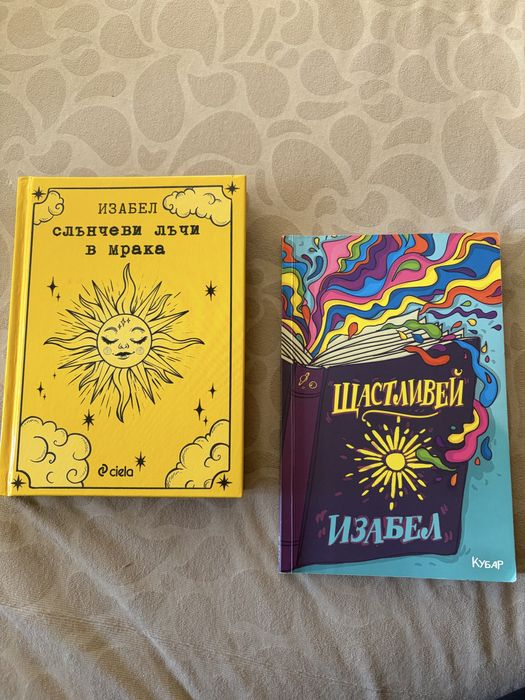 ИЗАБЕЛ
СЛЪНЧЕВИ ЛЪЧИ
В МРАКА
ciela
ЩАСТЛИВЕЙ
ИЗАБЕЛ
КУБАР